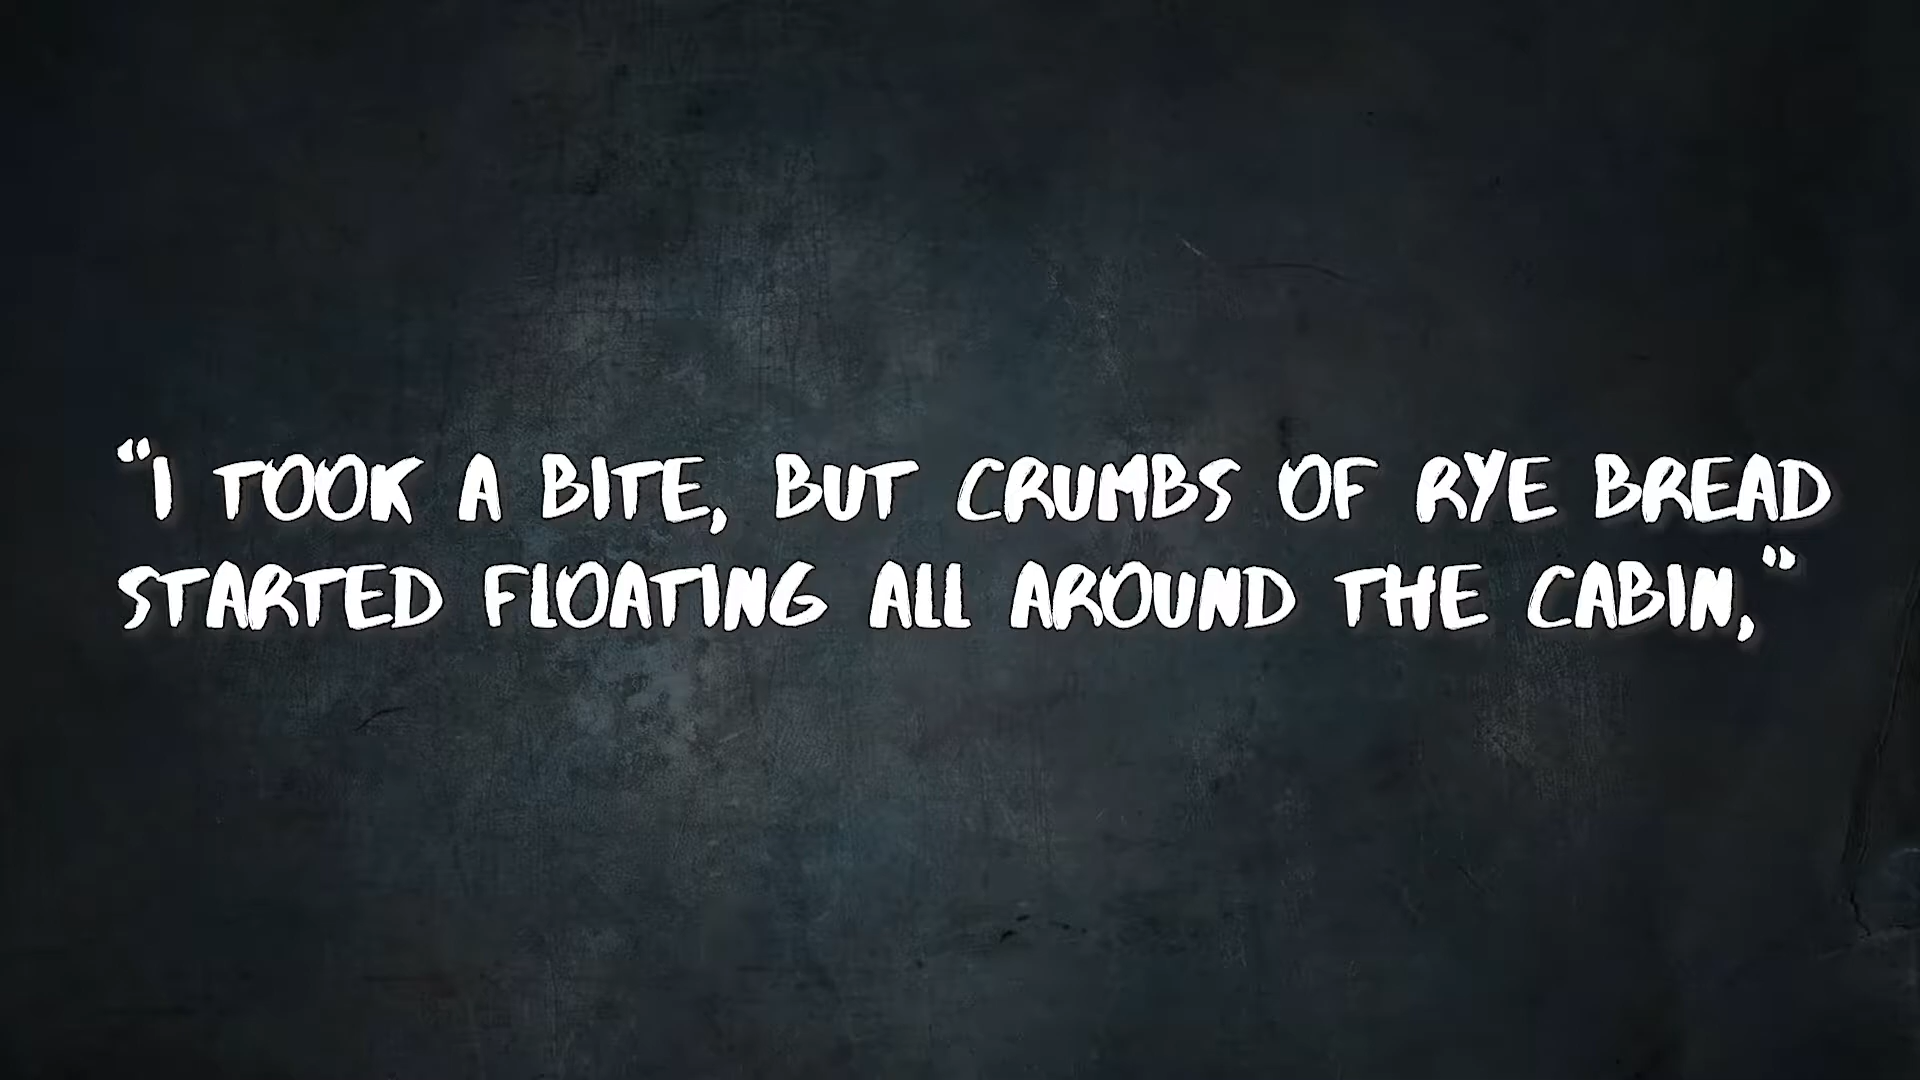 “I TOOK A BITE, BUT CRUMBS OF RYE BREAD
STARTED FLOATING ALL AROUND THE CABIN,”